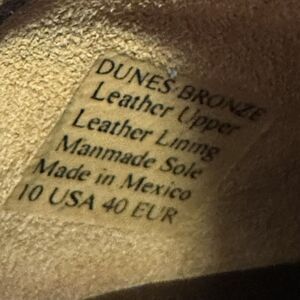 DUNES BRONZE
Leather Upper
Leather Lining
Manmade Sole
Made in Mexico
10 USA 40 EUR